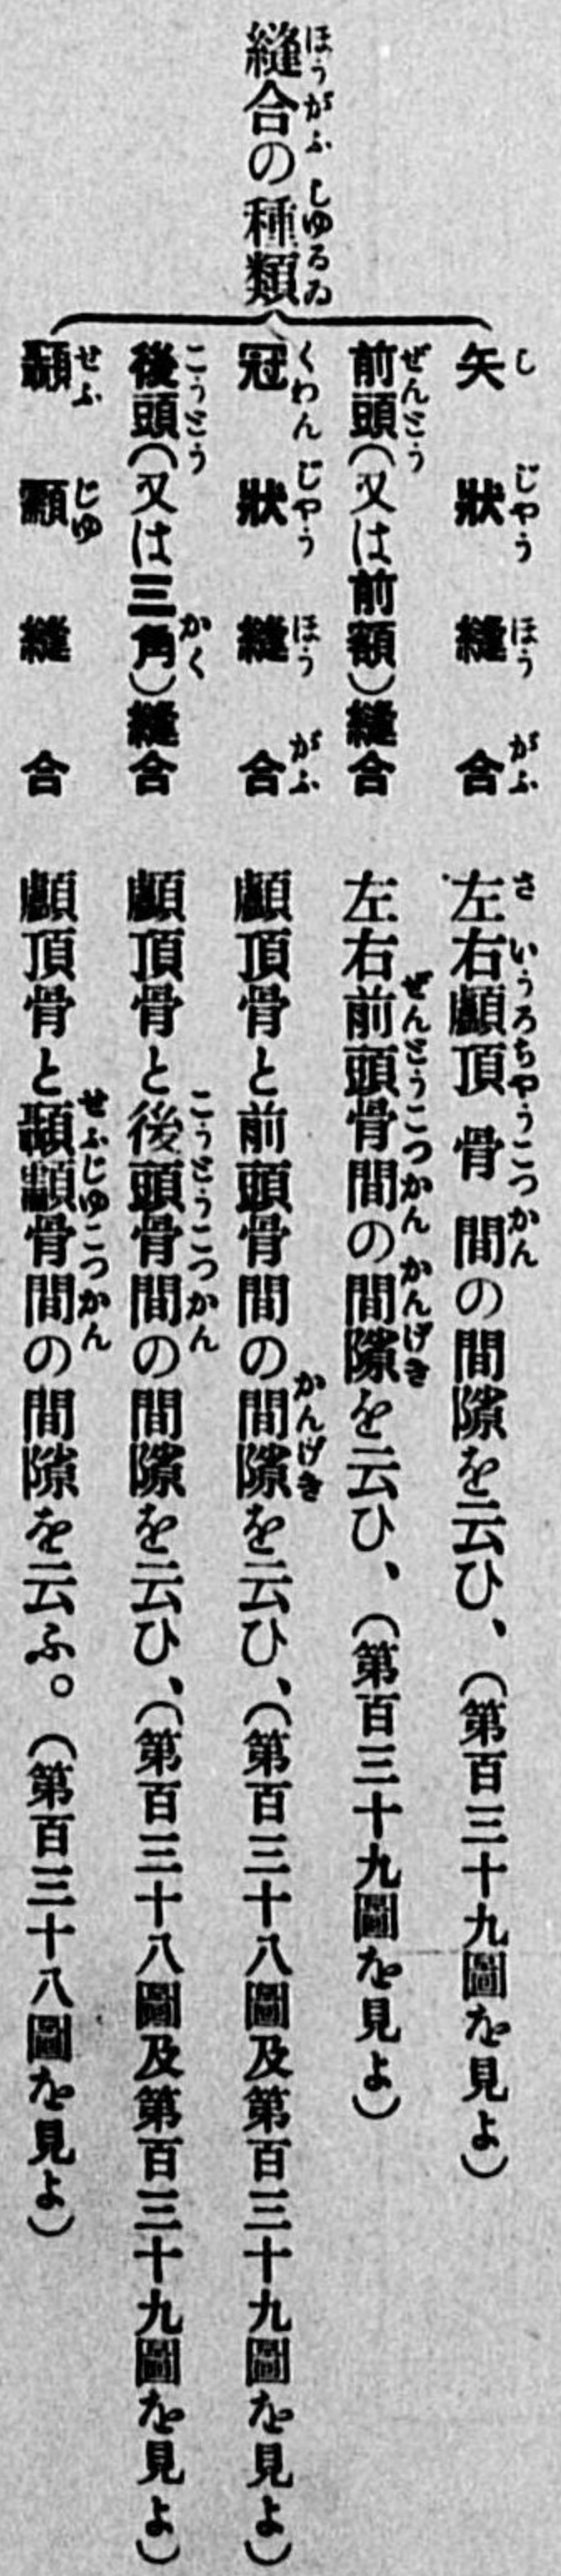 縫合の種類
矢狀縫合 左右顱頂骨間の間隙を云ひ、(第百三十九圖を見よ)
前頭(又は前額)縫合 左右前頭骨間の間隙を云ひ、(第百三十九圖を見よ)
冠狀縫合 顱頂骨と前頭骨間の間隙を云ひ、(第百三十八圖及第百三十九圖を見よ)
後頭(又は三角)縫合 顱頂骨と後頭骨間の間隙を云ひ、(第百三十八圖及第百三十九圖を見よ)
顳顬縫合 顱頂骨と顳顬骨間の間隙を云ふ。(第百三十八圖を見よ)